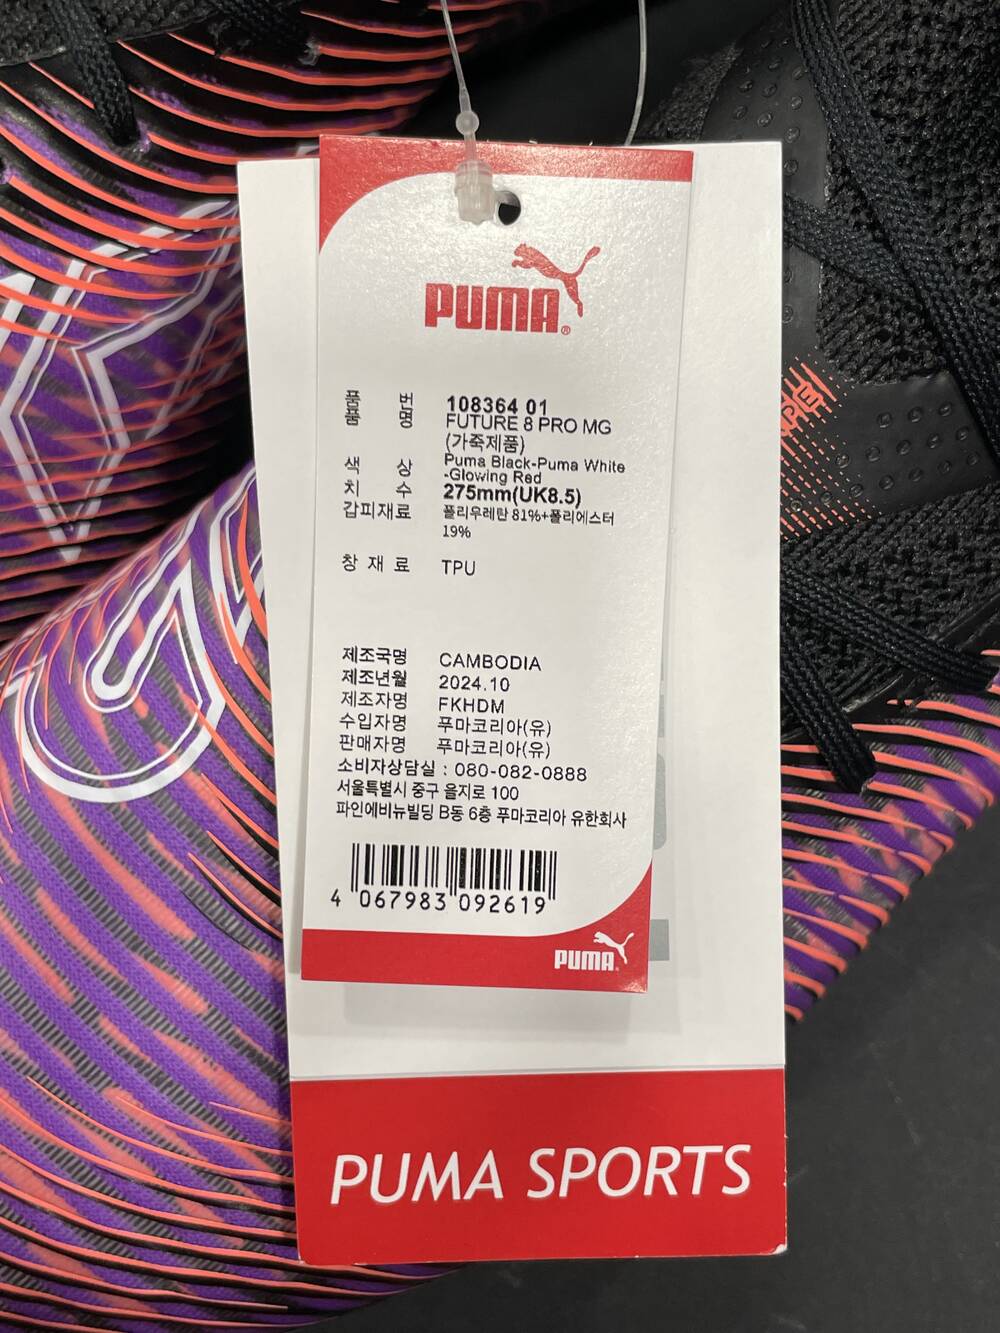 PUMA
품 번 108364 01
품 명 FUTURE 8 PRO MG
(가죽제품)
색 상 Puma Black-Puma White
-Glowing Red
치 수 275mm(UK8.5)
갑피재료 폴리우레탄 81%+폴리에스터
19%
창 재 료 TPU
제조국명 CAMBODIA
제조년월 2024.10
제조자명 FKHDM
수입자명 푸마코리아(유)
판매자명 푸마코리아(유)
소비자상담실 : 080-082-0888
서울특별시 중구 을지로 100
파인에비뉴빌딩 B동 6층 푸마코리아 유한회사
4 067983 092619
PUMA
PUMA SPORTS